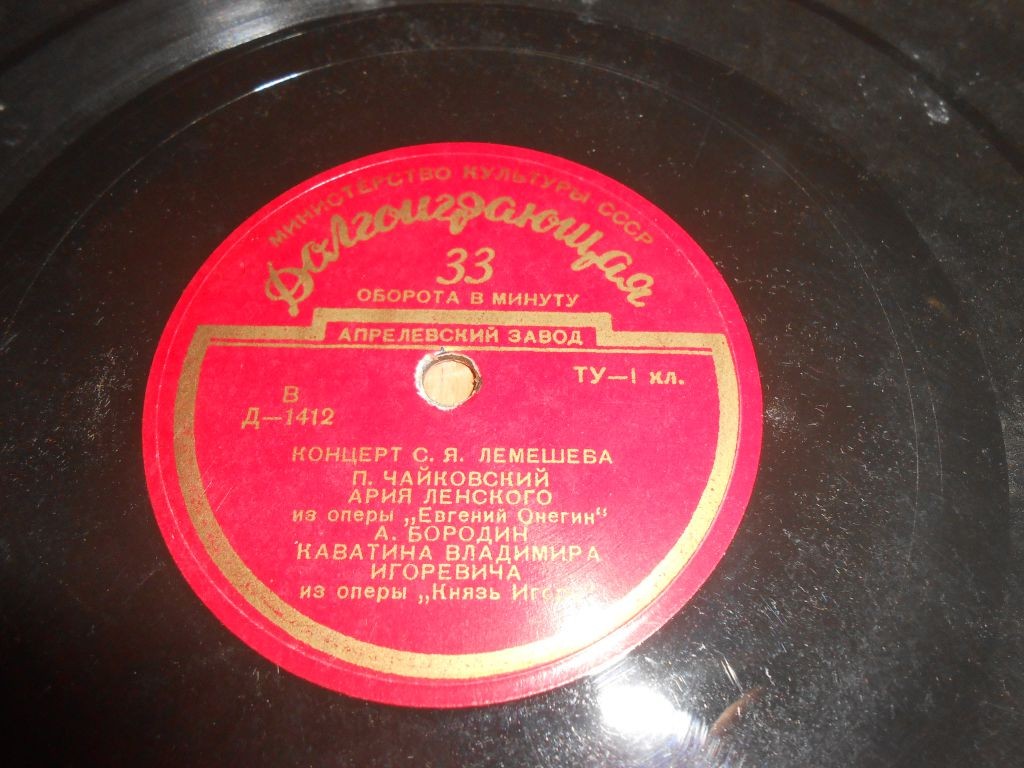 МИНИСТЕРСТВО КУЛЬТУРЫ СССР
Долгоиграющая
33
ОБОРОТА В МИНУТУ
АПРЕЛЕВСКИЙ ЗАВОД
ТУ—I кл.
В
Д—1412
КОНЦЕРТ С. Я. ЛЕМЕШЕВА
П. ЧАЙКОВСКИЙ
АРИЯ ЛЕНСКОГО
из оперы „Евгений Онегин“
А. БОРОДИН
КАВАТИНА ВЛАДИМИРА
ИГОРЕВИЧА
из оперы „Князь